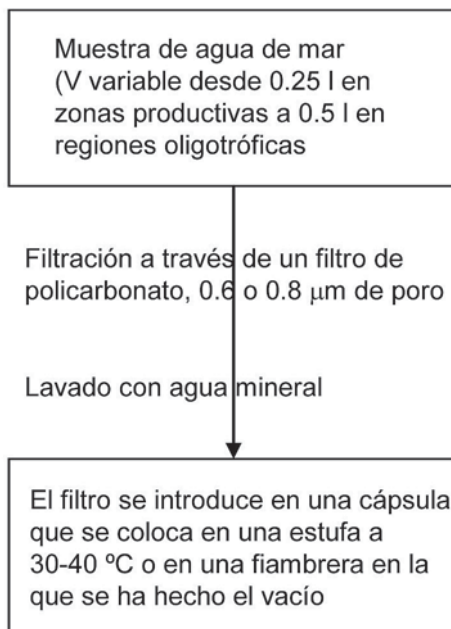 Muestra de agua de mar
(V variable desde 0.25 l en
zonas productivas a 0.5 l en
regiones oligotróficas
Filtración a través de un filtro de
policarbonato, 0.6 o 0.8 μm de poro
Lavado con agua mineral
El filtro se introduce en una cápsula
que se coloca en una estufa a
30-40 ºC o en una fiambrera en la
que se ha hecho el vacío